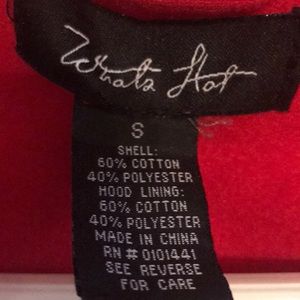 Whats Hot
S
SHELL:
60% COTTON
40% POLYESTER
HOOD LINING:
60% COTTON
40% POLYESTER
MADE IN CHINA
RN # 0101441
SEE REVERSE
FOR CARE